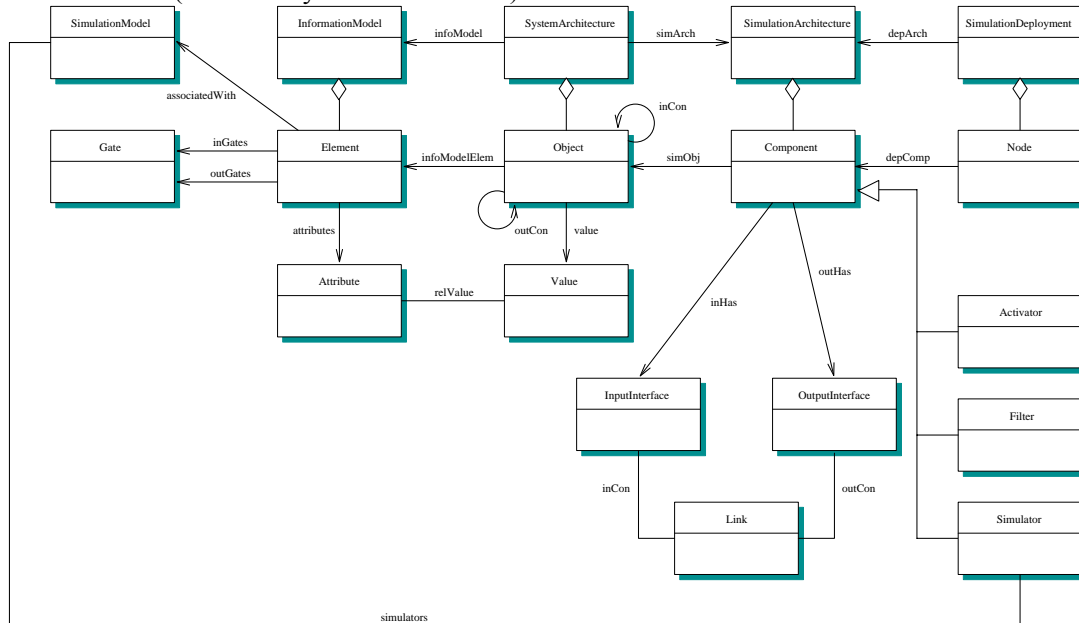 SimulationModel
InformationModel
SystemArchitecture
SimulationArchitecture
SimulationDeployment
infoModel
simArch
depArch
associatedWith
inCon
Gate
inGates
outGates
Element
infoModelElem
Object
simObj
Component
depComp
Node
outCon
attributes
value
outHas
inHas
Attribute
relValue
Value
Activator
InputInterface
OutputInterface
Filter
inCon
outCon
Link
Simulator
simulators